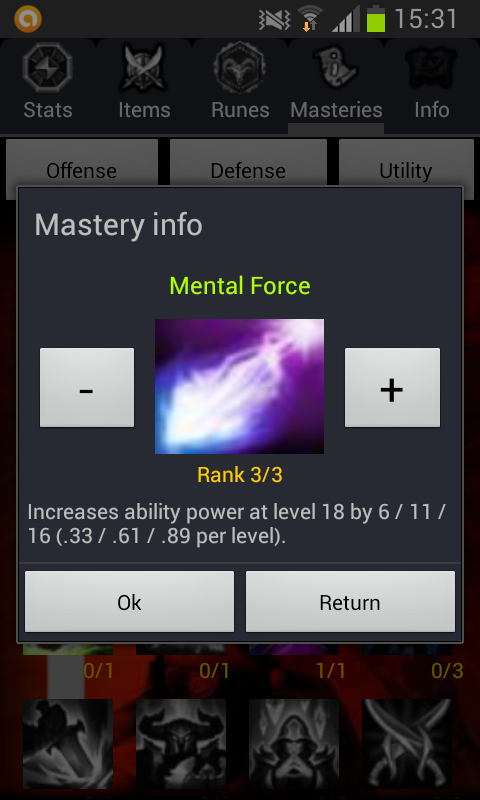 15:31
Stats Items Runes Masteries Info
Offense Defense Utility
Mastery info
Mental Force
- +
Rank 3/3
Increases ability power at level 18 by 6 / 11 /
16 (.33 / .61 / .89 per level).
Ok Return
0/1 0/1 1/1 0/3